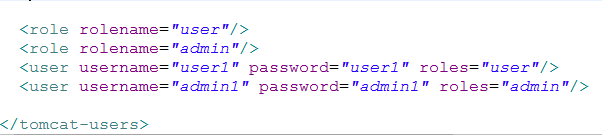 <role rolename="user"/>
<role rolename="admin"/>
<user username="user1" password="user1" roles="user"/>
<user username="admin1" password="admin1" roles="admin"/>
</tomcat-users>